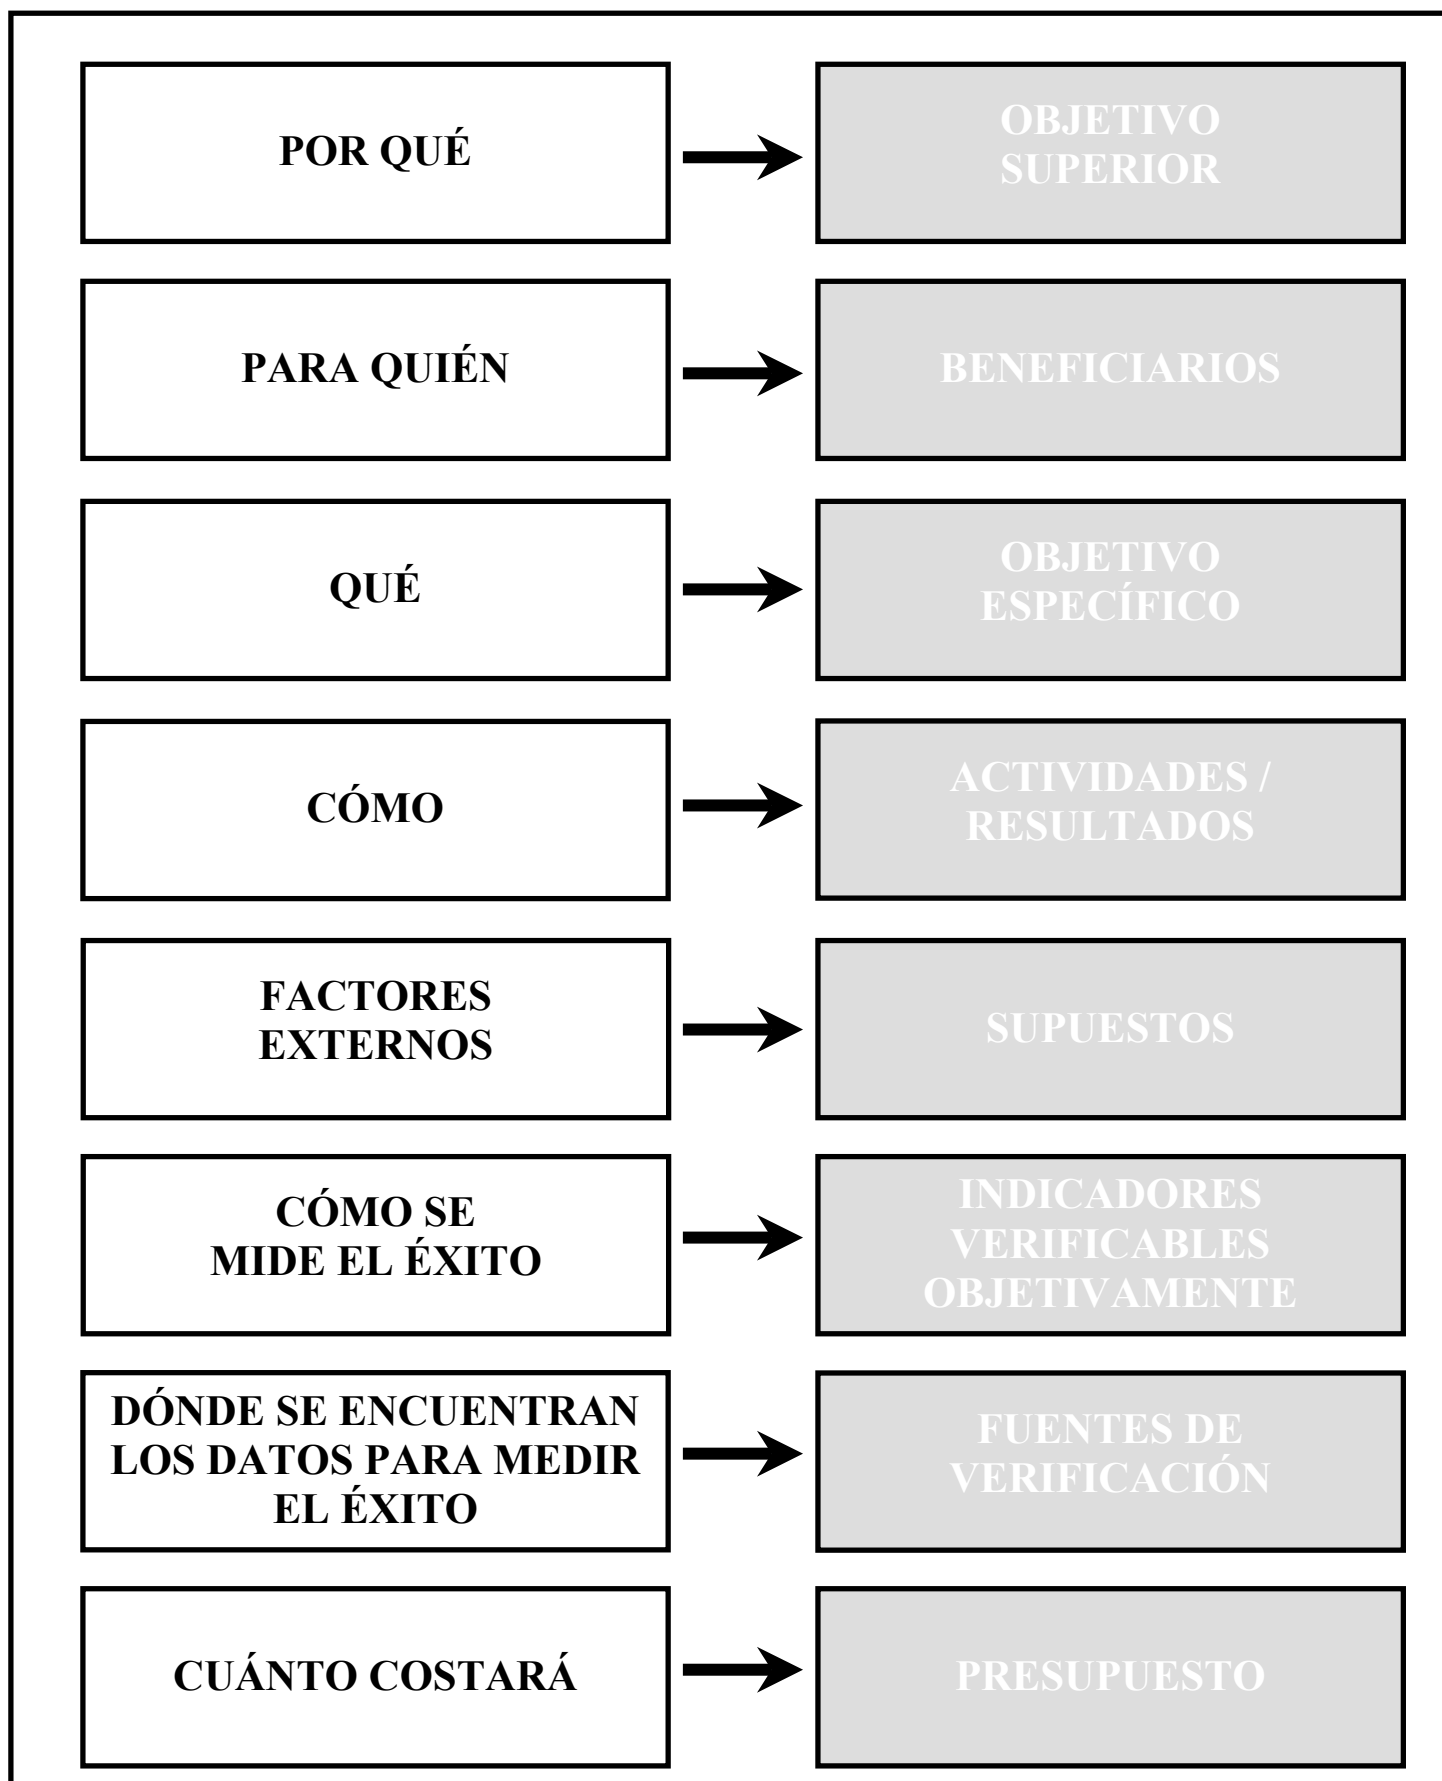 POR QUÉ
OBJETIVO
SUPERIOR
PARA QUIÉN
BENEFICIARIOS
QUÉ
OBJETIVO
ESPECÍFICO
CÓMO
ACTIVIDADES /
RESULTADOS
FACTORES
EXTERNOS
SUPUESTOS
CÓMO SE
MIDE EL ÉXITO
INDICADORES
VERIFICABLES
OBJETIVAMENTE
DÓNDE SE ENCUENTRAN
LOS DATOS PARA MEDIR
EL ÉXITO
FUENTES DE
VERIFICACIÓN
CUÁNTO COSTARÁ
PRESUPUESTO